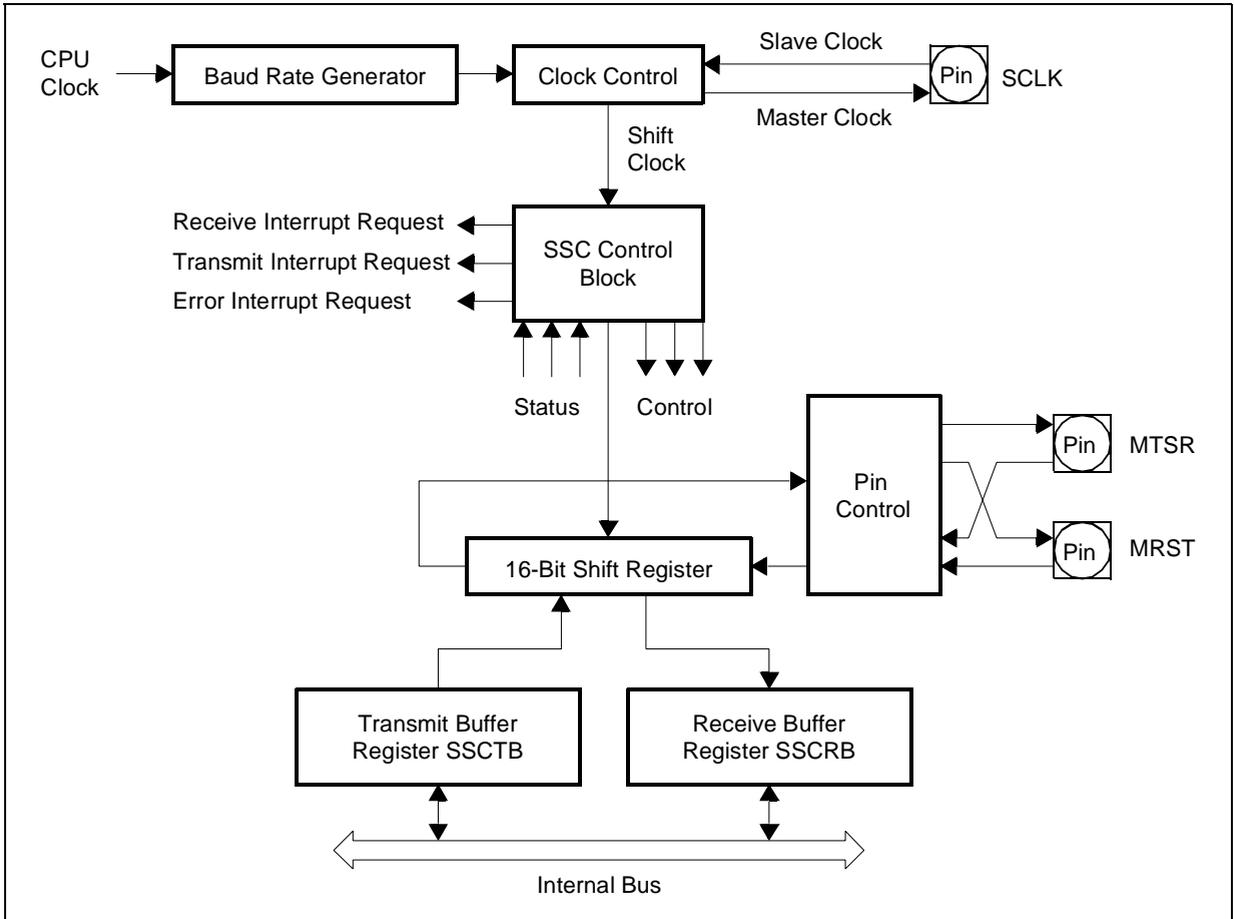 CPU
Clock
Baud Rate Generator
Clock Control
Slave Clock
Pin
SCLK
Master Clock
Shift
Clock
Receive Interrupt Request
Transmit Interrupt Request
Error Interrupt Request
SSC Control
Block
Status
Control
Pin
Control
Pin
MTSR
Pin
MRST
16-Bit Shift Register
Transmit Buffer
Register SSCTB
Receive Buffer
Register SSCRB
Internal Bus